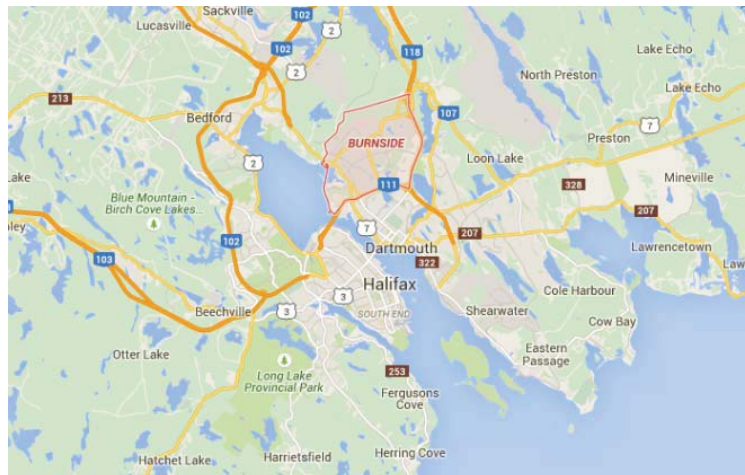 Sackville
Lucasville
102
2
118
Lake Echo
102
2
North Preston
Lake Echo
213
107
7
Bedford
BURNSIDE
Preston
2
Loon Lake
Lake
111
328
Mineville
Blue Mountain -
Birch Cove Lakes...
207
102
7
207
Dartmouth
Lawrencetown
103
322
Halifax
Cole Harbour
Beechville
3
3
Shearwater
SOUTH END
Cow Bay
Otter Lake
Eastern
Passage
Long Lake
Provincial Park
253
Fergusons
Cove
Hatchet Lake
Harrietsfield
Herring Cove